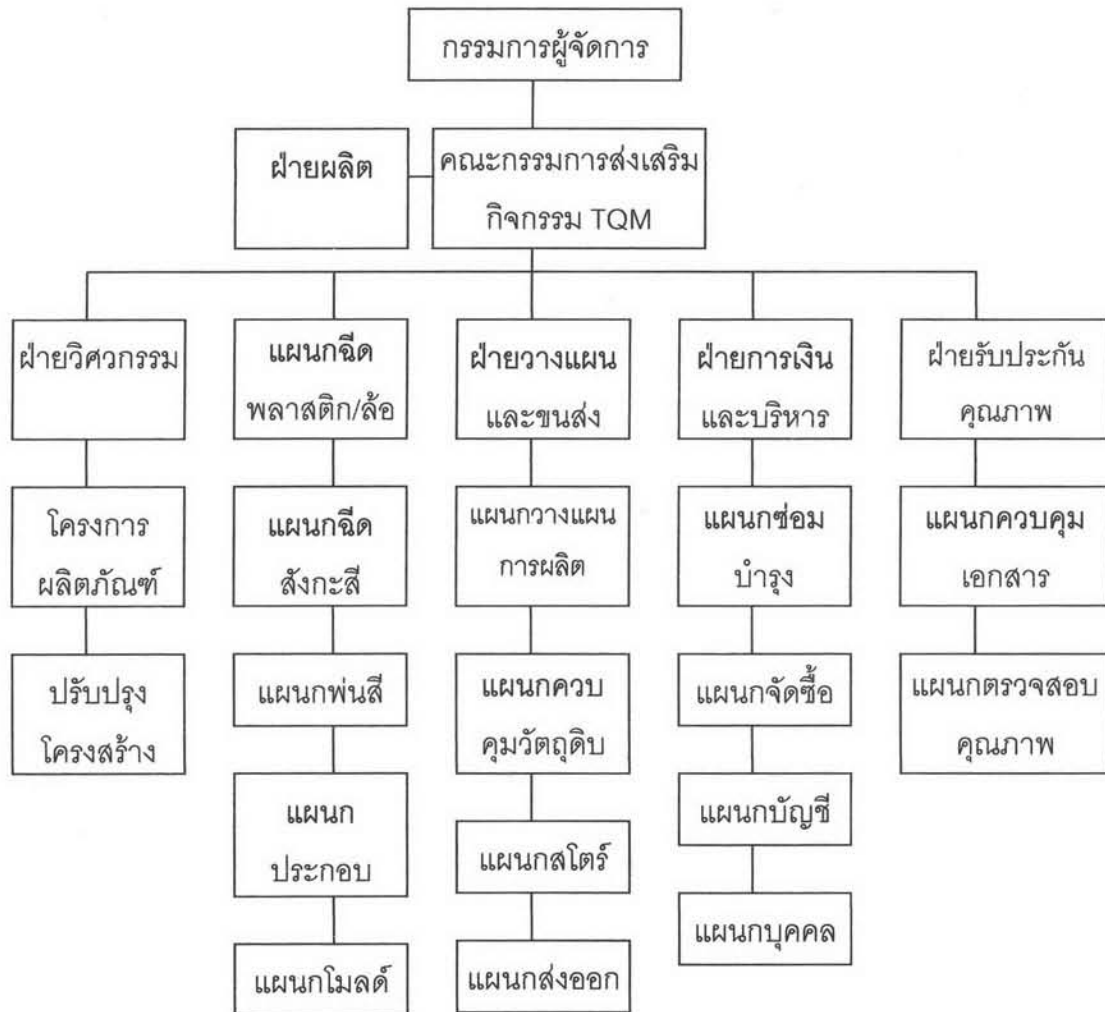 กรรมการผู้จัดการ
ฝ่ายผลิต
คณะกรรมการส่งเสริม
กิจกรรม TQM
ฝ่ายวิศวกรรม
แผนกฉีด
พลาสติก/ล้อ
ฝ่ายวางแผน
และขนส่ง
ฝ่ายการเงิน
และบริหาร
ฝ่ายรับประกัน
คุณภาพ
โครงการ
ผลิตภัณฑ์
แผนกฉีด
สังกะสี
แผนกวางแผน
การผลิต
แผนกซ่อม
บำรุง
แผนกควบคุม
เอกสาร
ปรับปรุง
โครงสร้าง
แผนกพ่นสี
แผนกควบ
คุมวัตถุดิบ
แผนกจัดซื้อ
แผนกตรวจสอบ
คุณภาพ
แผนก
ประกอบ
แผนกสโตร์
แผนกบัญชี
แผนกโมลด์
แผนกส่งออก
แผนกบุคคล